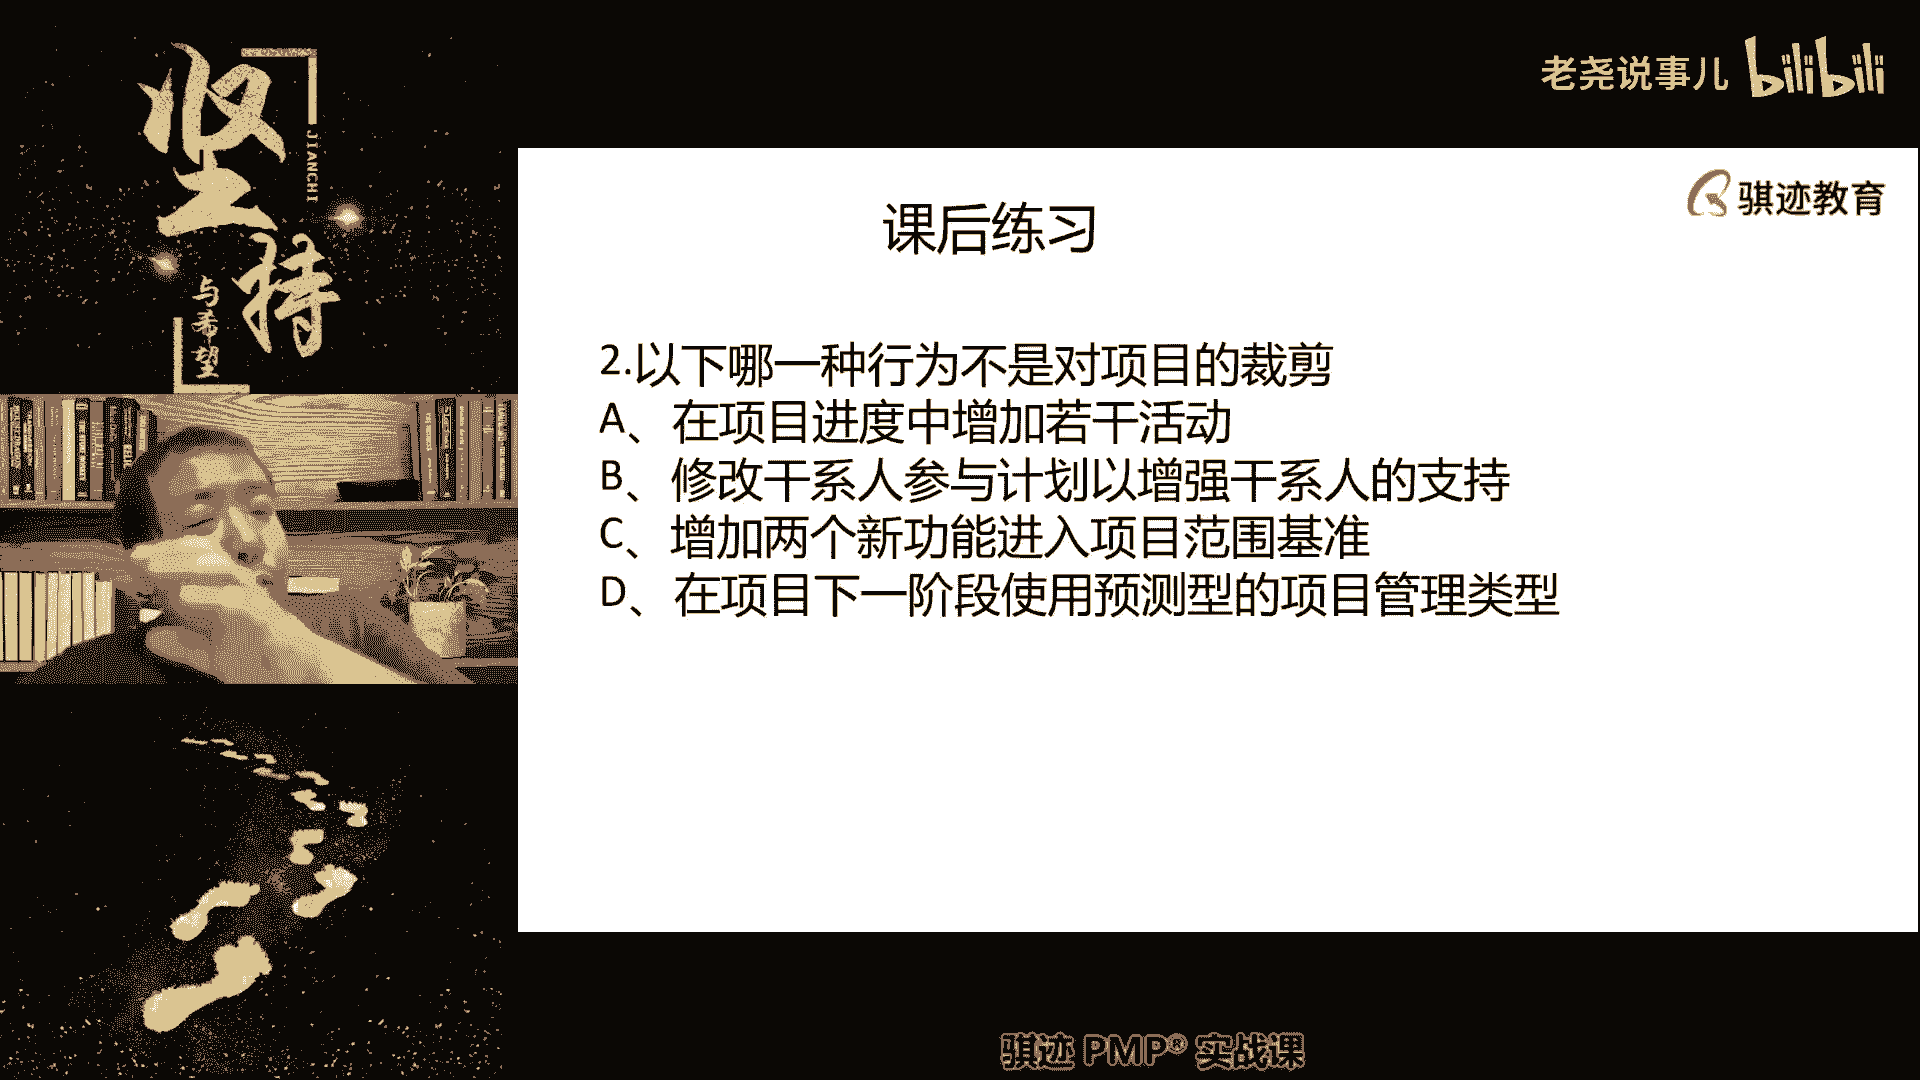 坚持
JIANCHI
与希望
老尧说事儿 bilibili
骐迹教育
课后练习
2.以下哪一种行为不是对项目的裁剪
A、在项目进度中增加若干活动
B、修改干系人参与计划以增强干系人的支持
C、增加两个新功能进入项目范围基准
D、在项目下一阶段使用预测型的项目管理类型
骐迹 PMP® 实战课